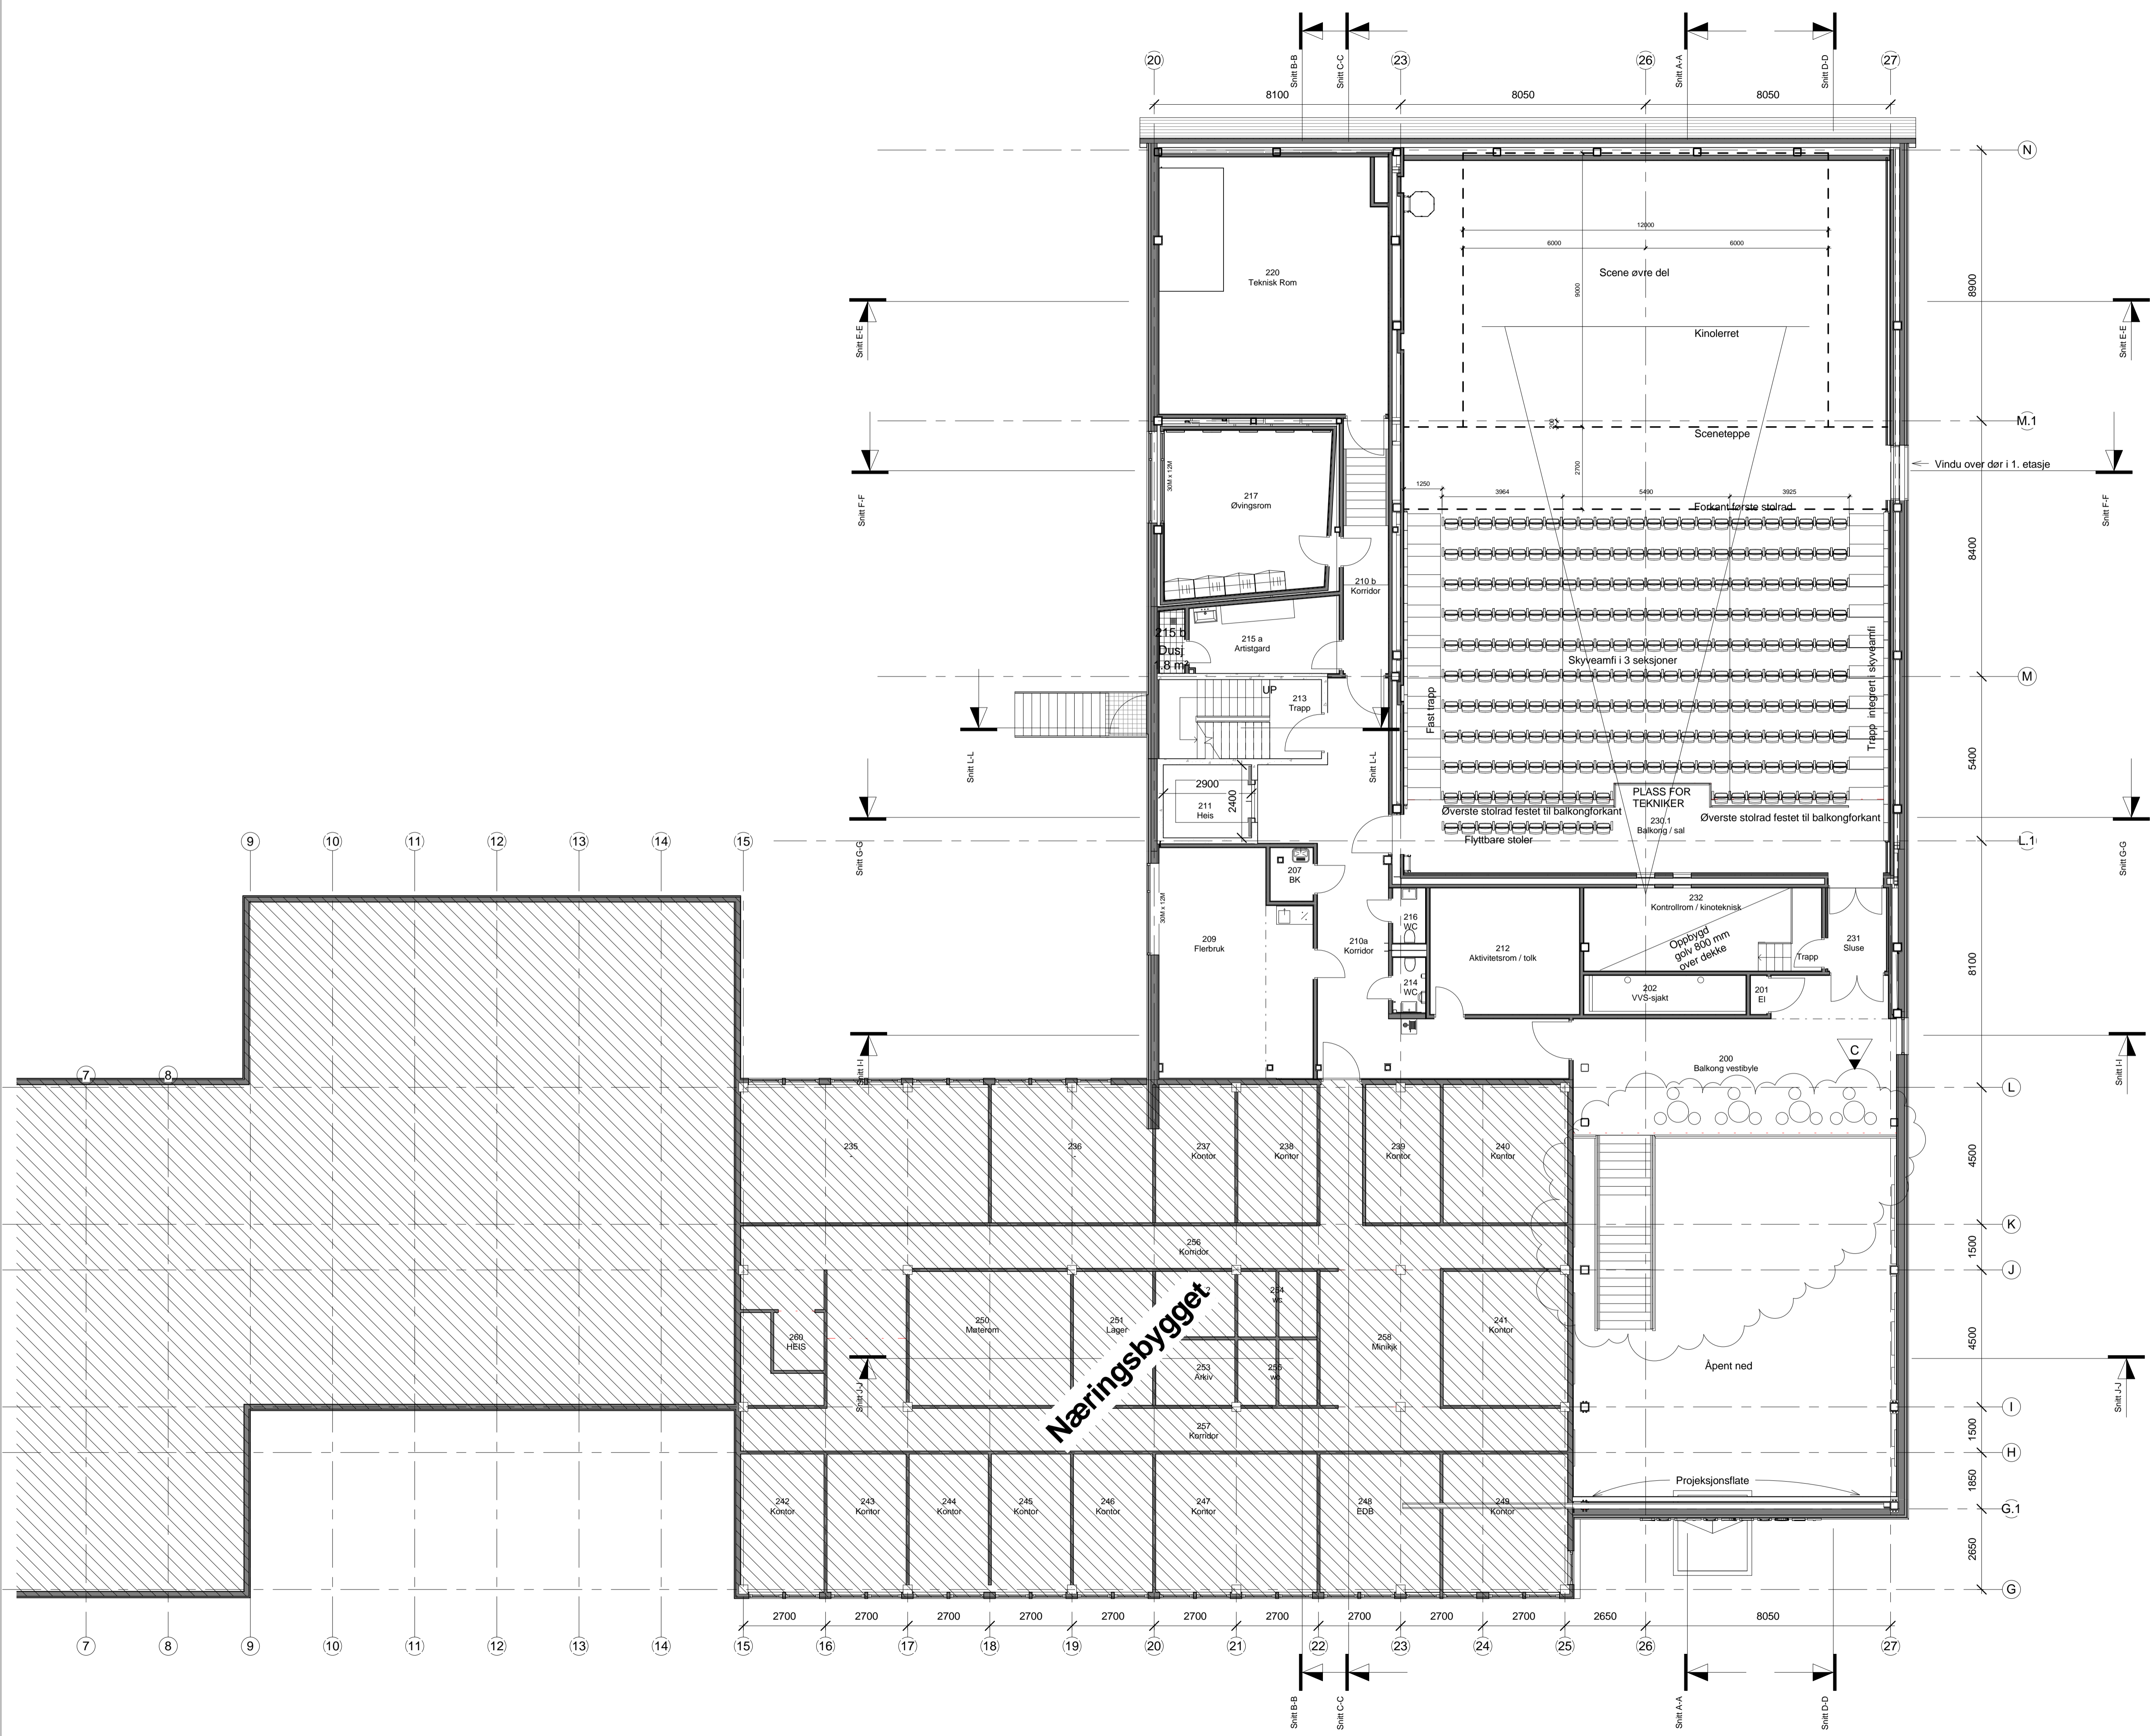 Snitt B-B
Snitt C-C
Snitt A-A
Snitt D-D
20
23
26
27
8100
8050
8050
N
12000
6000
6000
220
Teknisk Rom
Scene øvre del
9000
8900
Snitt E-E
Snitt E-E
Kinolerret
200
M.1
Sceneteppe
Vindu over dør i 1. etasje
30M x 12M
2700
217
Øvingsrom
1250
3964
5490
3925
Snitt F-F
Snitt F-F
Forkant første stolrad
8400
210 b
Korridor
215 b
Dusj
1.8 m²
215 a
Artistgard
Skyveamfi i 3 seksjoner
Fast trapp
Trapp integrert i skyveamfi
M
UP
213
Trapp
Snitt L-L
Snitt L-L
5400
2900
2400
211
Heis
PLASS FOR
TEKNIKER
Øverste stolrad festet til balkongforkant
230.1
Balkong / sal
Øverste stolrad festet til balkongforkant
Flyttbare stoler
L.1
Snitt G-G
Snitt G-G
9
10
11
12
13
14
15
207
BK
30M x 12M
209
Flerbruk
210a
Korridor
216
WC
214
WC
212
Aktivitetsrom / tolk
232
Kontrollrom / kinoteknisk
Oppbygd
golv 800 mm
over dekke
Trapp
231
Sluse
202
VVS-sjakt
201
El
8100
200
Balkong vestibyle
C
Snitt I-I
Snitt I-I
7
8
L
235
-
236
-
237
Kontor
238
Kontor
239
Kontor
240
Kontor
4500
K
256
Korridor
1500
J
260
HEIS
250
Møterom
251
Lager
254
wc
253
Arkiv
255
wc
258
Minikjk
241
Kontor
Næringsbygget
Åpent ned
4500
Snitt J-J
Snitt J-J
I
257
Korridor
1500
H
242
Kontor
243
Kontor
244
Kontor
245
Kontor
246
Kontor
247
Kontor
248
EDB
249
Kontor
Projeksjonsflate
1850
G.1
2650
G
2700
2700
2700
2700
2700
2700
2700
2700
2700
2700
2650
8050
7
8
9
10
11
12
13
14
15
16
17
18
19
20
21
22
23
24
25
26
27
Snitt B-B
Snitt C-C
Snitt A-A
Snitt D-D